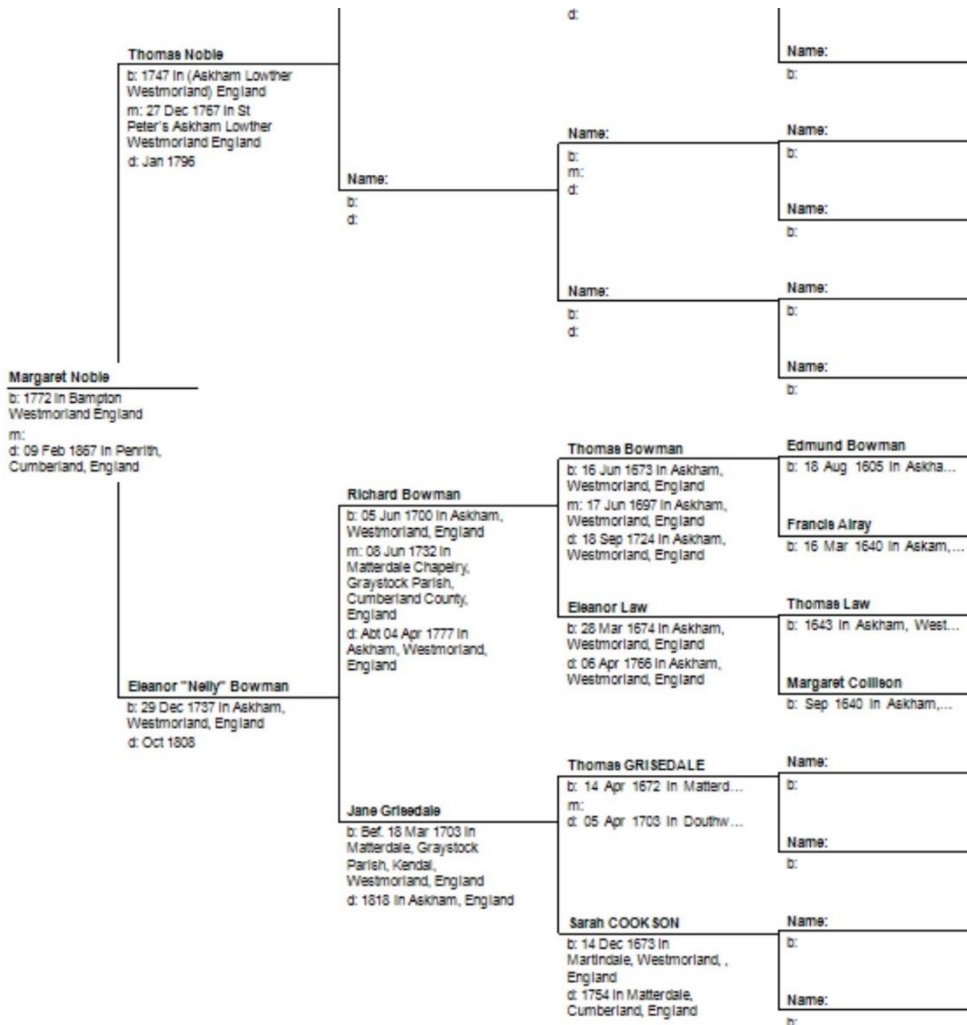 Thomas Noble
b: 1747 in (Askham Lowther
Westmorland) England
m: 27 Dec 1767 in St
Peter's Askham Lowther
Westmorland England
d: Jan 1796
Margaret Noble
b: 1772 in Bampton
Westmorland England
m:
d: 09 Feb 1867 in Penrith,
Cumberland, England
Eleanor "Nelly" Bowman
b: 29 Dec 1737 in Askham,
Westmorland, England
d: Oct 1808
Name:
b:
d:
Richard Bowman
b: 05 Jun 1700 in Askham,
Westmorland, England
m: 08 Jun 1732 in
Matterdale Chapelry,
Graystock Parish,
Cumberland County,
England
d: Abt 04 Apr 1777 in
Askham, Westmorland,
England
Jane Grisedale
b: Bef. 18 Mar 1703 in
Matterdale, Graystock
Parish, Kendal,
Westmorland, England
d: 1818 in Askham, England
d:
Name:
b:
m:
d:
Name:
b:
d:
Thomas Bowman
b: 16 Jun 1673 in Askham,
Westmorland, England
m: 17 Jun 1697 in Askham,
Westmorland, England
d: 18 Sep 1724 in Askham,
Westmorland, England
Eleanor Law
b: 28 Mar 1674 in Askham,
Westmorland, England
d: 06 Apr 1766 in Askham,
Westmorland, England
Thomas GRISEDALE
b: 14 Apr 1672 in Matterd...
m:
d: 05 Apr 1703 in Douthw...
Sarah COOKSON
b: 14 Dec 1673 in
Martindale, Westmorland, ,
England
d: 1754 in Matterdale,
Cumberland, England
Name:
b:
Name:
b:
Name:
b:
Name:
b:
Name:
b:
Edmund Bowman
b: 18 Aug 1605 in Askha...
Francis Airay
b: 16 Mar 1640 in Askam,...
Thomas Law
b: 1643 in Askham, West...
Margaret Collison
b: Sep 1640 in Askham,...
Name:
b:
Name:
b:
Name:
b:
Name:
b: